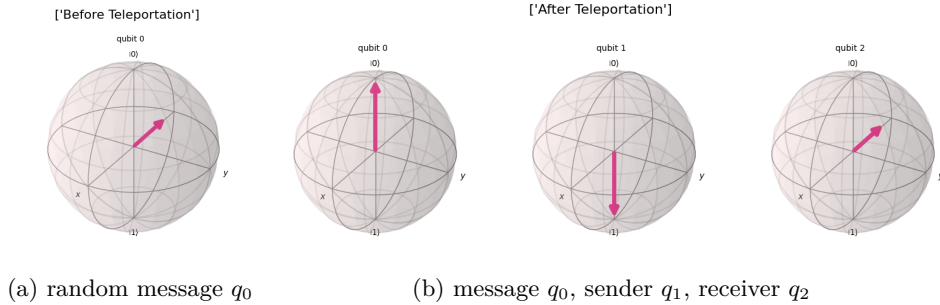 ['Before Teleportation']
qubit 0
|0⟩
x
y
|1⟩
['After Teleportation']
qubit 0
|0⟩
x
y
|1⟩
qubit 1
|0⟩
x
y
|1⟩
qubit 2
|0⟩
x
y
|1⟩
(a) random message q₀
(b) message q₀, sender q₁, receiver q₂